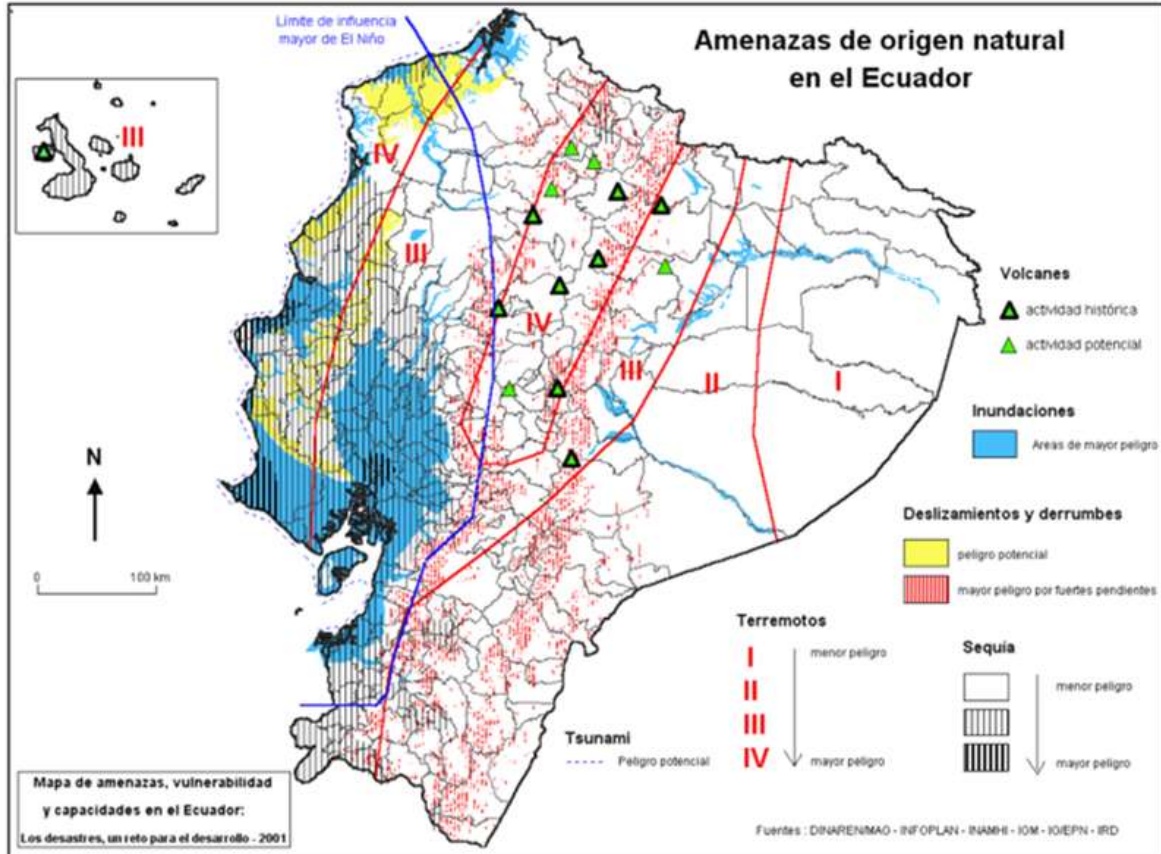 Límite de influencia
mayor de El Niño
Amenazas de origen natural
en el Ecuador
III
IV
III
IV
III
II
I
Volcanes
actividad histórica
actividad potencial
Inundaciones
Areas de mayor peligro
N
0 100 km
Deslizamientos y derrumbes
peligro potencial
mayor peligro por fuertes pendientes
Terremotos
I menor peligro
II
III
IV mayor peligro
Sequía
menor peligro
mayor peligro
Tsunami
Peligro potencial
Mapa de amenazas, vulnerabilidad
y capacidades en el Ecuador:
Los desastres, un reto para el desarrollo - 2001
Fuentes : DINAREN/MAG - INFOPLAN - INAMHI - IGM - IG/EPN - IRD